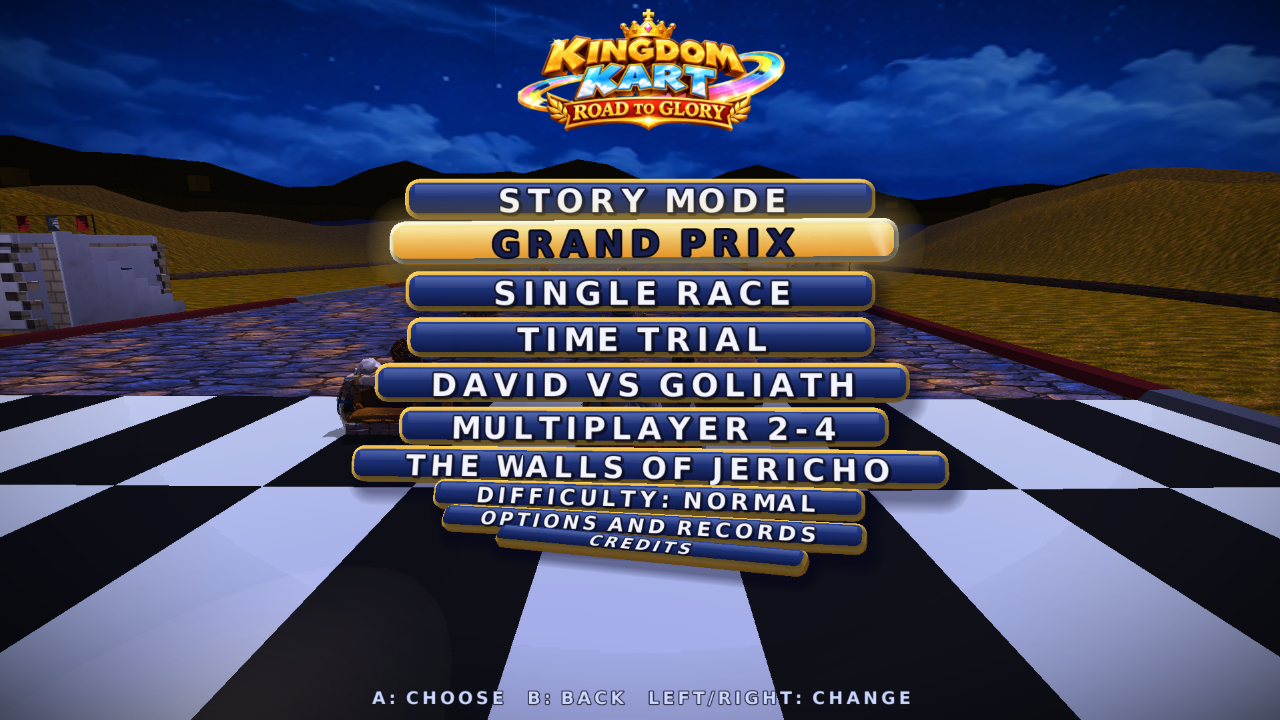 KINGDOM
KART
ROAD TO GLORY
STORY MODE
GRAND PRIX
SINGLE RACE
TIME TRIAL
DAVID VS GOLIATH
MULTIPLAYER 2-4
THE WALLS OF JERICHO
DIFFICULTY: NORMAL
OPTIONS AND RECORDS
CREDITS
A: CHOOSE B: BACK LEFT/RIGHT: CHANGE